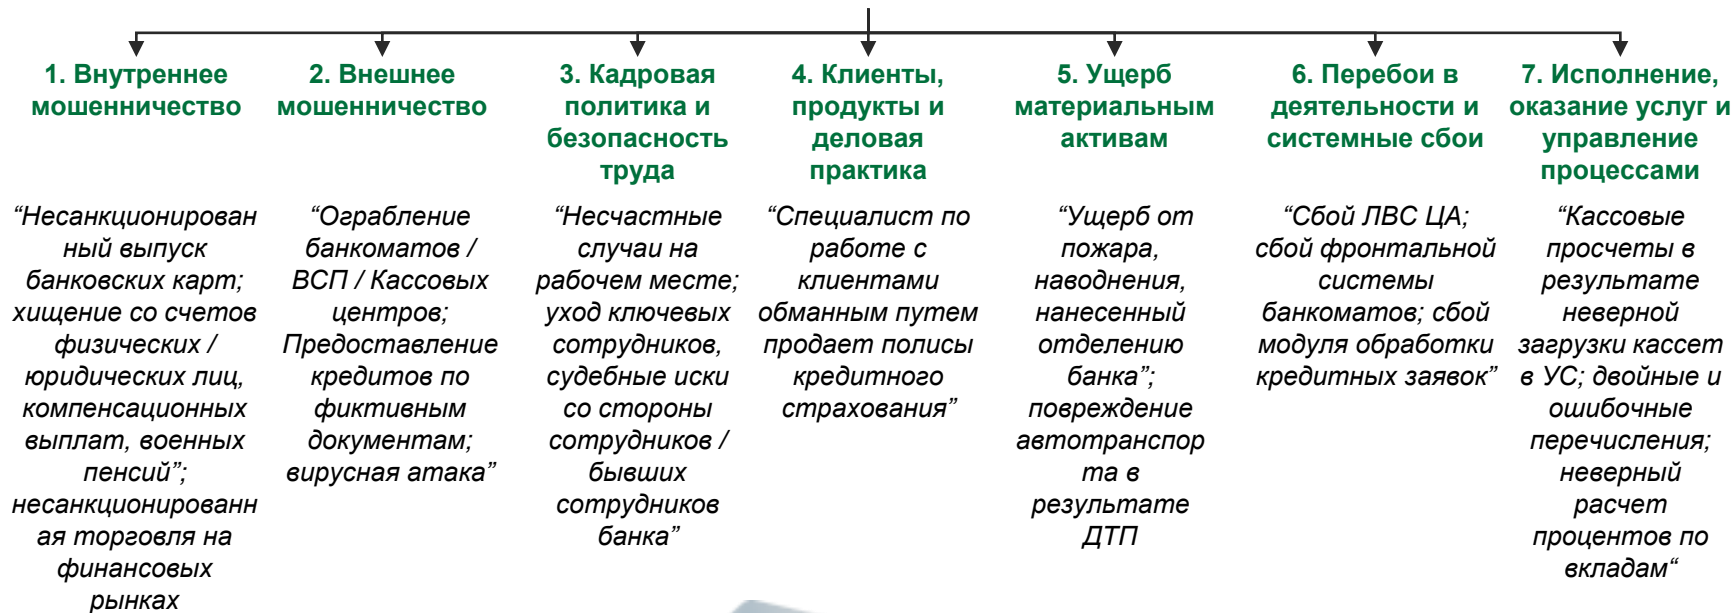 1. Внутреннее
мошенничество
“Несанкционирован
ный выпуск
банковских карт;
хищение со счетов
физических /
юридических лиц,
компенсационных
выплат, военных
пенсий”;
несанкционированн
ая торговля на
финансовых
рынках
2. Внешнее
мошенничество
“Ограбление
банкоматов /
ВСП / Кассовых
центров;
Предоставление
кредитов по
фиктивным
документам;
вирусная атака”
3. Кадровая
политика и
безопасность
труда
“Несчастные
случаи на
рабочем месте;
уход ключевых
сотрудников,
судебные иски
со стороны
сотрудников /
бывших
сотрудников
банка”
4. Клиенты,
продукты и
деловая
практика
“Специалист по
работе с
клиентами
обманным путем
продает полисы
кредитного
страхования”
5. Ущерб
материальным
активам
“Ущерб от
пожара,
наводнения,
нанесенный
отделению
банка”;
повреждение
автотранспор
та в
результате
ДТП
6. Перебои в
деятельности и
системные сбои
“Сбой ЛВС ЦА;
сбой фронтальной
системы
банкоматов; сбой
модуля обработки
кредитных заявок”
7. Исполнение,
оказание услуг и
управление
процессами
“Кассовые
просчеты в
результате
неверной
загрузки кассет
в УС; двойные и
ошибочные
перечисления;
неверный
расчет
процентов по
вкладам“